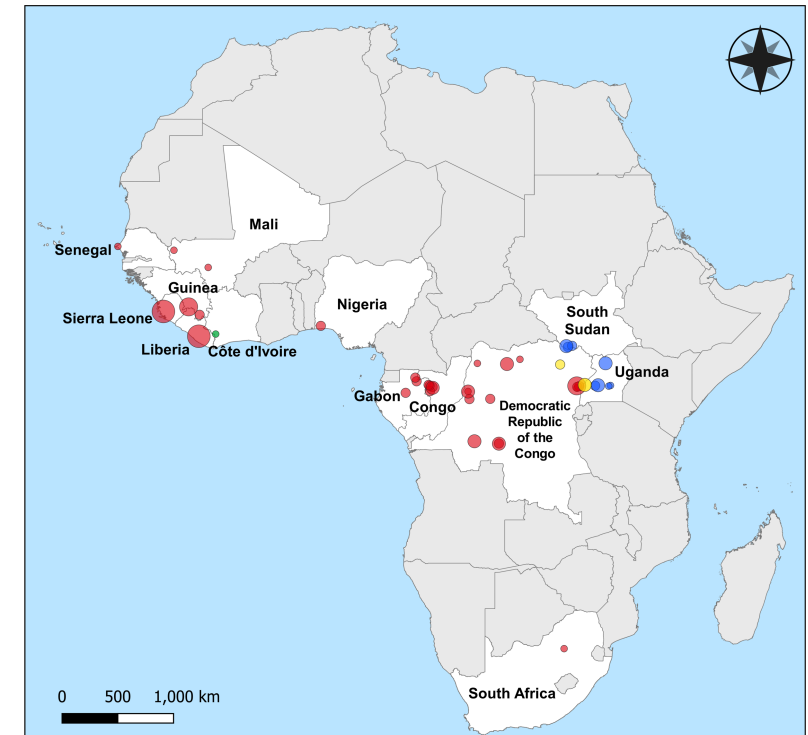 Mali
Senegal
Guinea
Nigeria
Sierra Leone
South
Sudan
Liberia
Côte d'Ivoire
Uganda
Gabon
Congo
Democratic
Republic
of the
Congo
South Africa
0 500 1,000 km